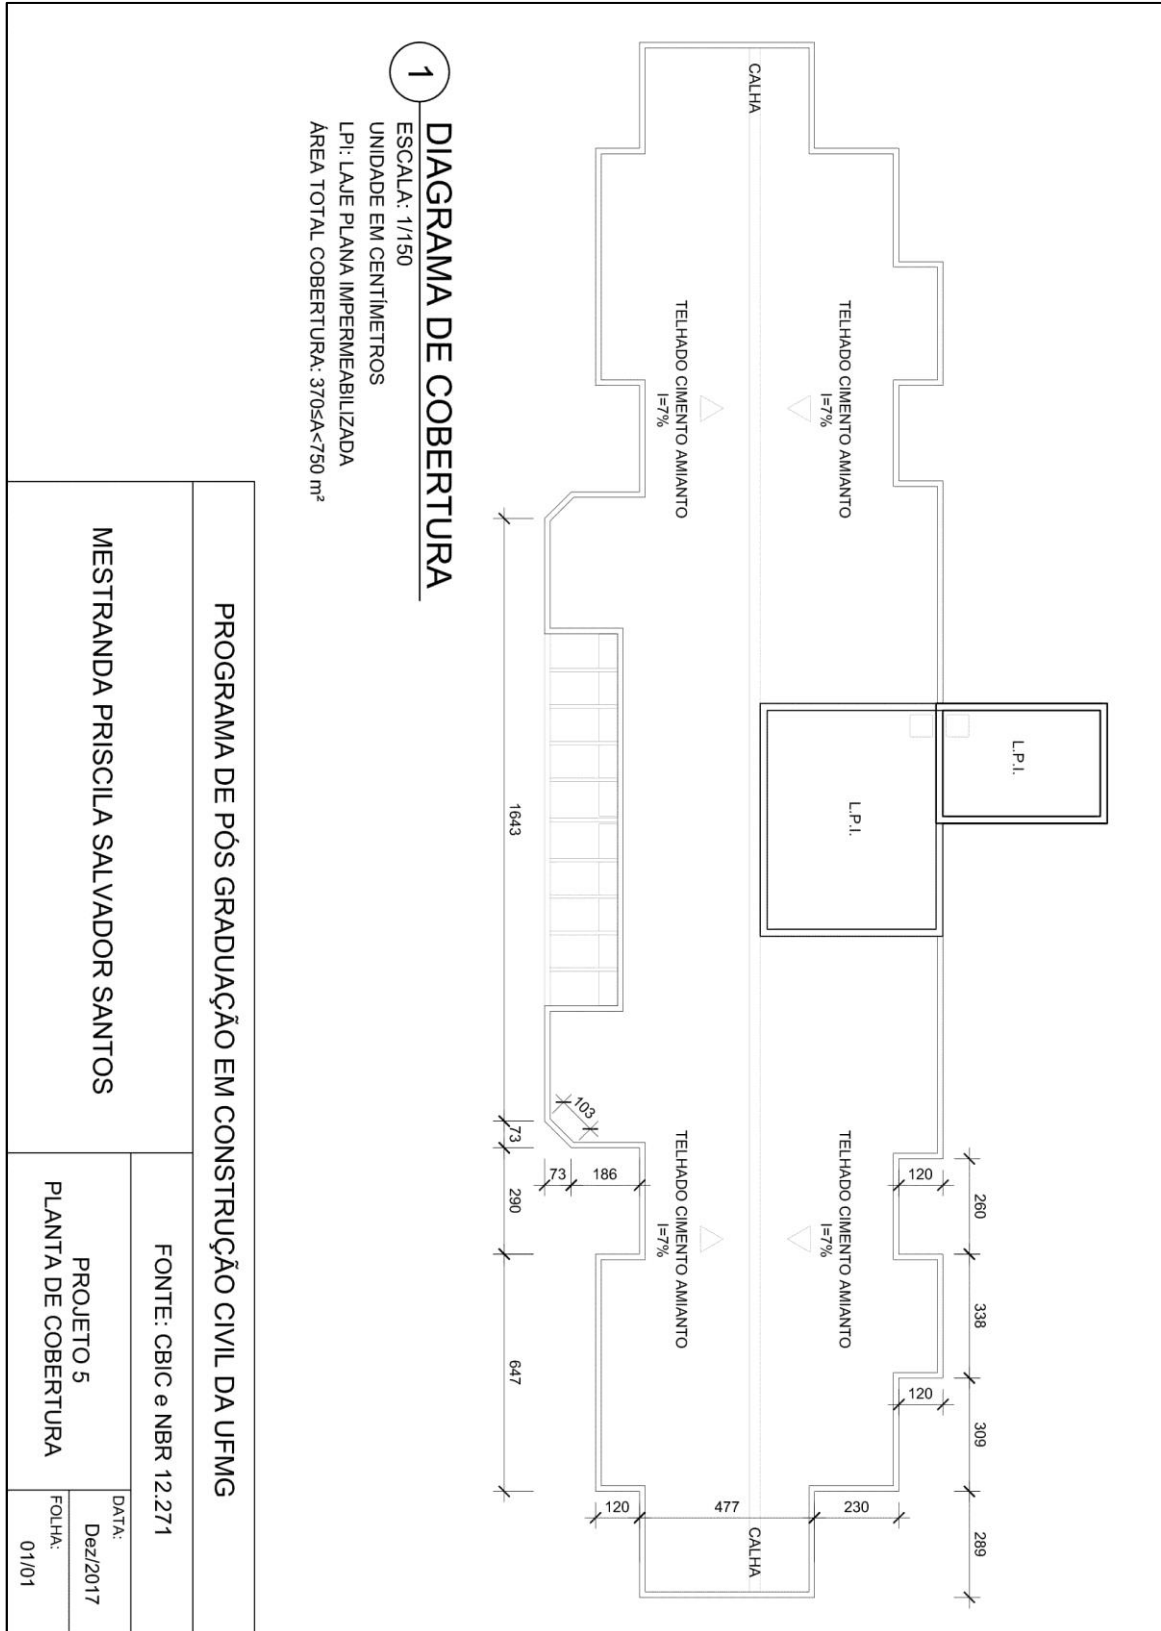 CALHA
TELHADO CIMENTO AMIANTO
I=7%
TELHADO CIMENTO AMIANTO
I=7%
L.P.I.
L.P.I.
TELHADO CIMENTO AMIANTO
I=7%
TELHADO CIMENTO AMIANTO
I=7%
CALHA
260
338
309
289
120
120
230
477
120
103
73
186
1643
73
290
647
1
DIAGRAMA DE COBERTURA
ESCALA: 1/150
UNIDADE EM CENTÍMETROS
LPI: LAJE PLANA IMPERMEABILIZADA
ÁREA TOTAL COBERTURA: 370≤A<750 m²
PROGRAMA DE PÓS GRADUAÇÃO EM CONSTRUÇÃO CIVIL DA UFMG
MESTRANDA PRISCILA SALVADOR SANTOS
FONTE: CBIC e NBR 12.271
PROJETO 5
PLANTA DE COBERTURA
DATA:
Dez/2017
FOLHA:
01/01